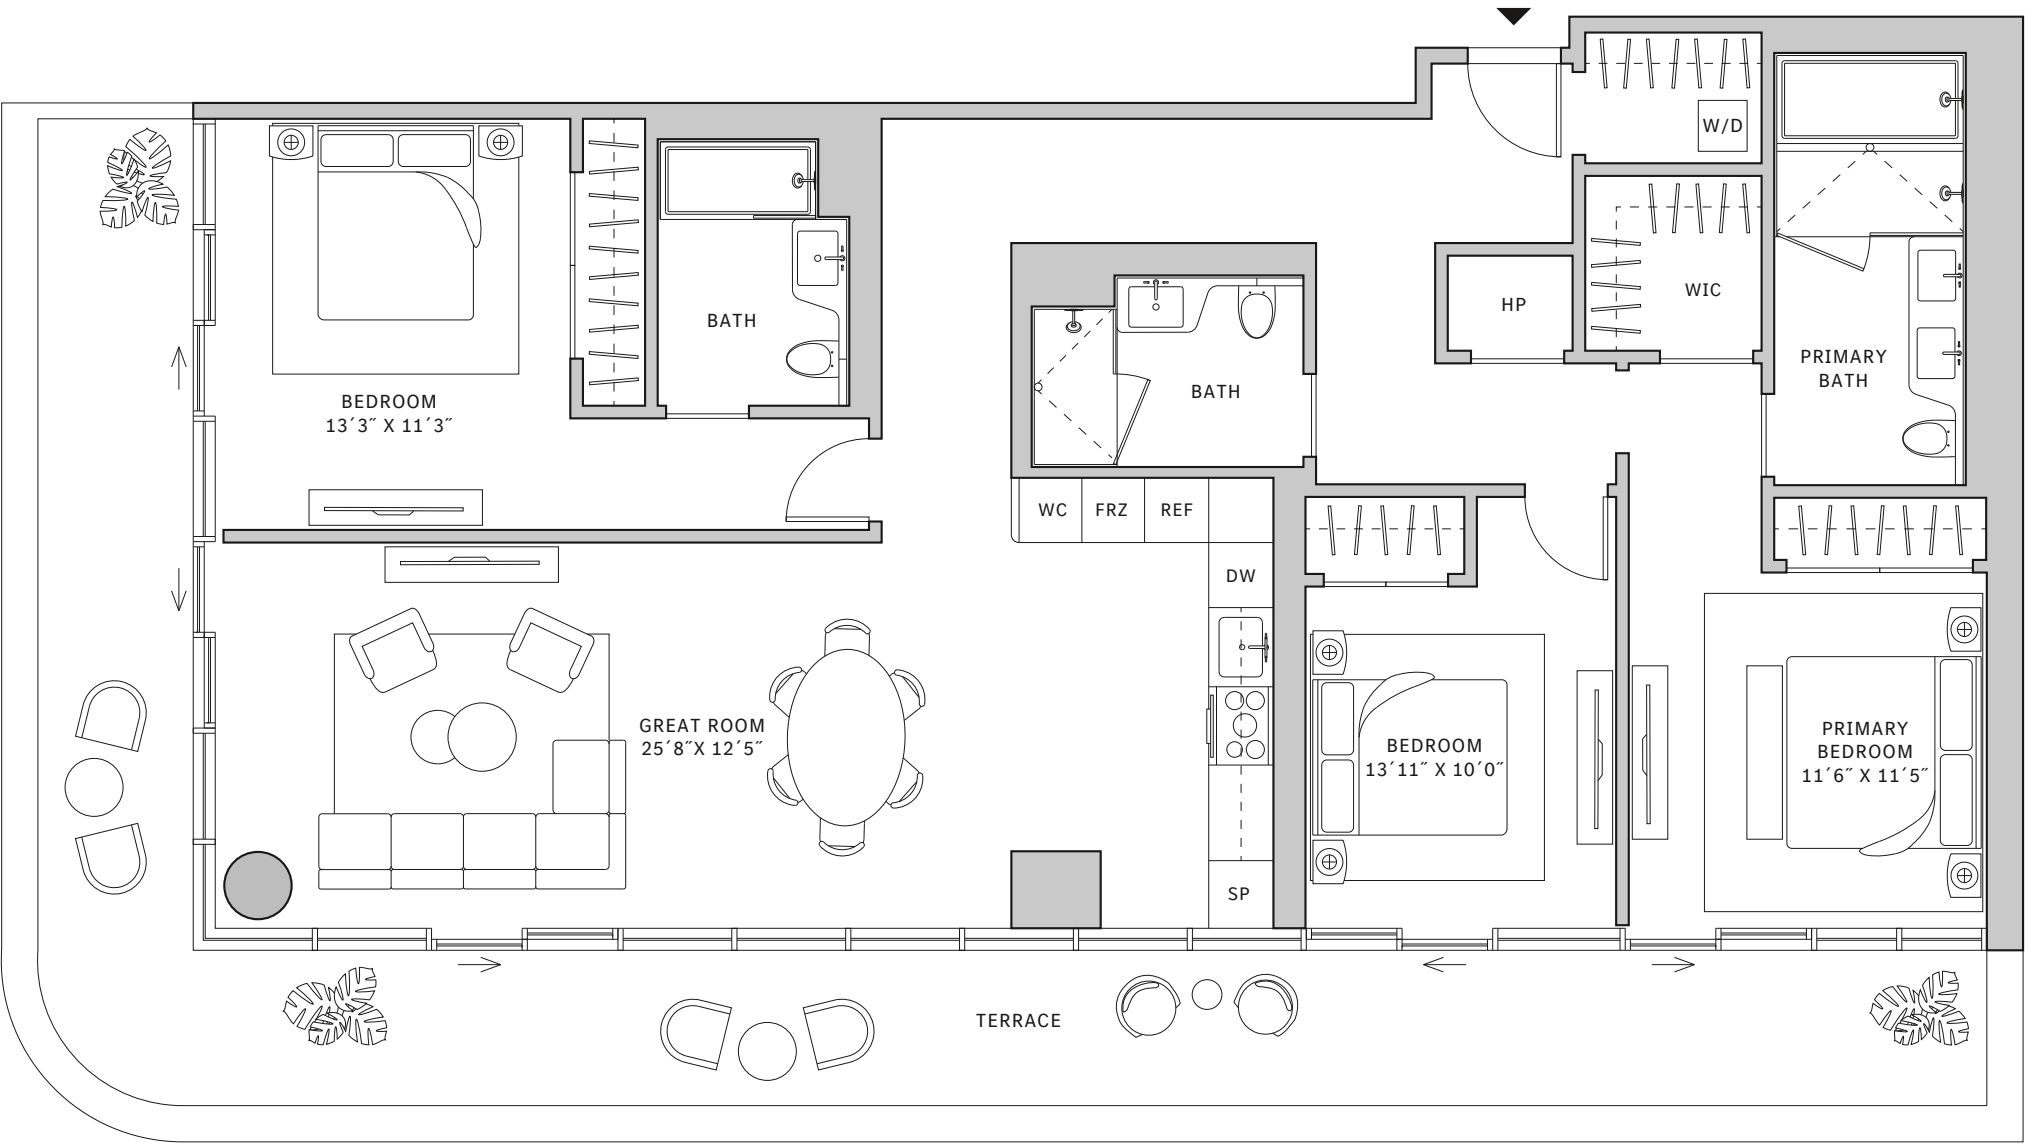 W/D
BEDROOM
13´3˝ X 11´3˝
BATH
BATH
HP
WIC
PRIMARY
BATH
WC
FRZ
REF
DW
SP
GREAT ROOM
25´8˝X 12´5˝
BEDROOM
13´11˝ X 10´0˝
PRIMARY
BEDROOM
11´6˝ X 11´5˝
TERRACE